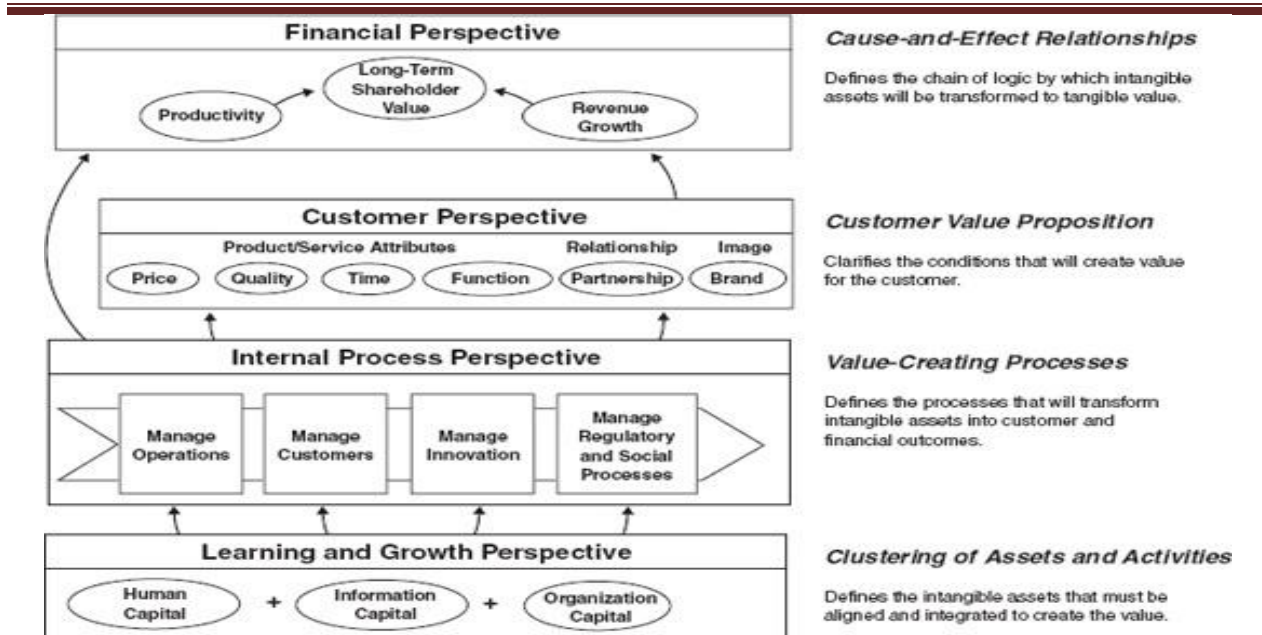 Financial Perspective
Long-Term
Shareholder
Value
Productivity
Revenue
Growth
Cause-and-Effect Relationships
Defines the chain of logic by which intangible
assets will be transformed to tangible value.
Customer Perspective
Product/Service Attributes
Relationship
Image
Price
Quality
Time
Function
Partnership
Brand
Customer Value Proposition
Clarifies the conditions that will create value
for the customer.
Internal Process Perspective
Manage
Operations
Manage
Customers
Manage
Innovation
Manage
Regulatory
and Social
Processes
Value-Creating Processes
Defines the processes that will transform
intangible assets into customer and
financial outcomes.
Learning and Growth Perspective
Human
Capital
+
Information
Capital
+
Organization
Capital
Clustering of Assets and Activities
Defines the intangible assets that must be
aligned and integrated to create the value.